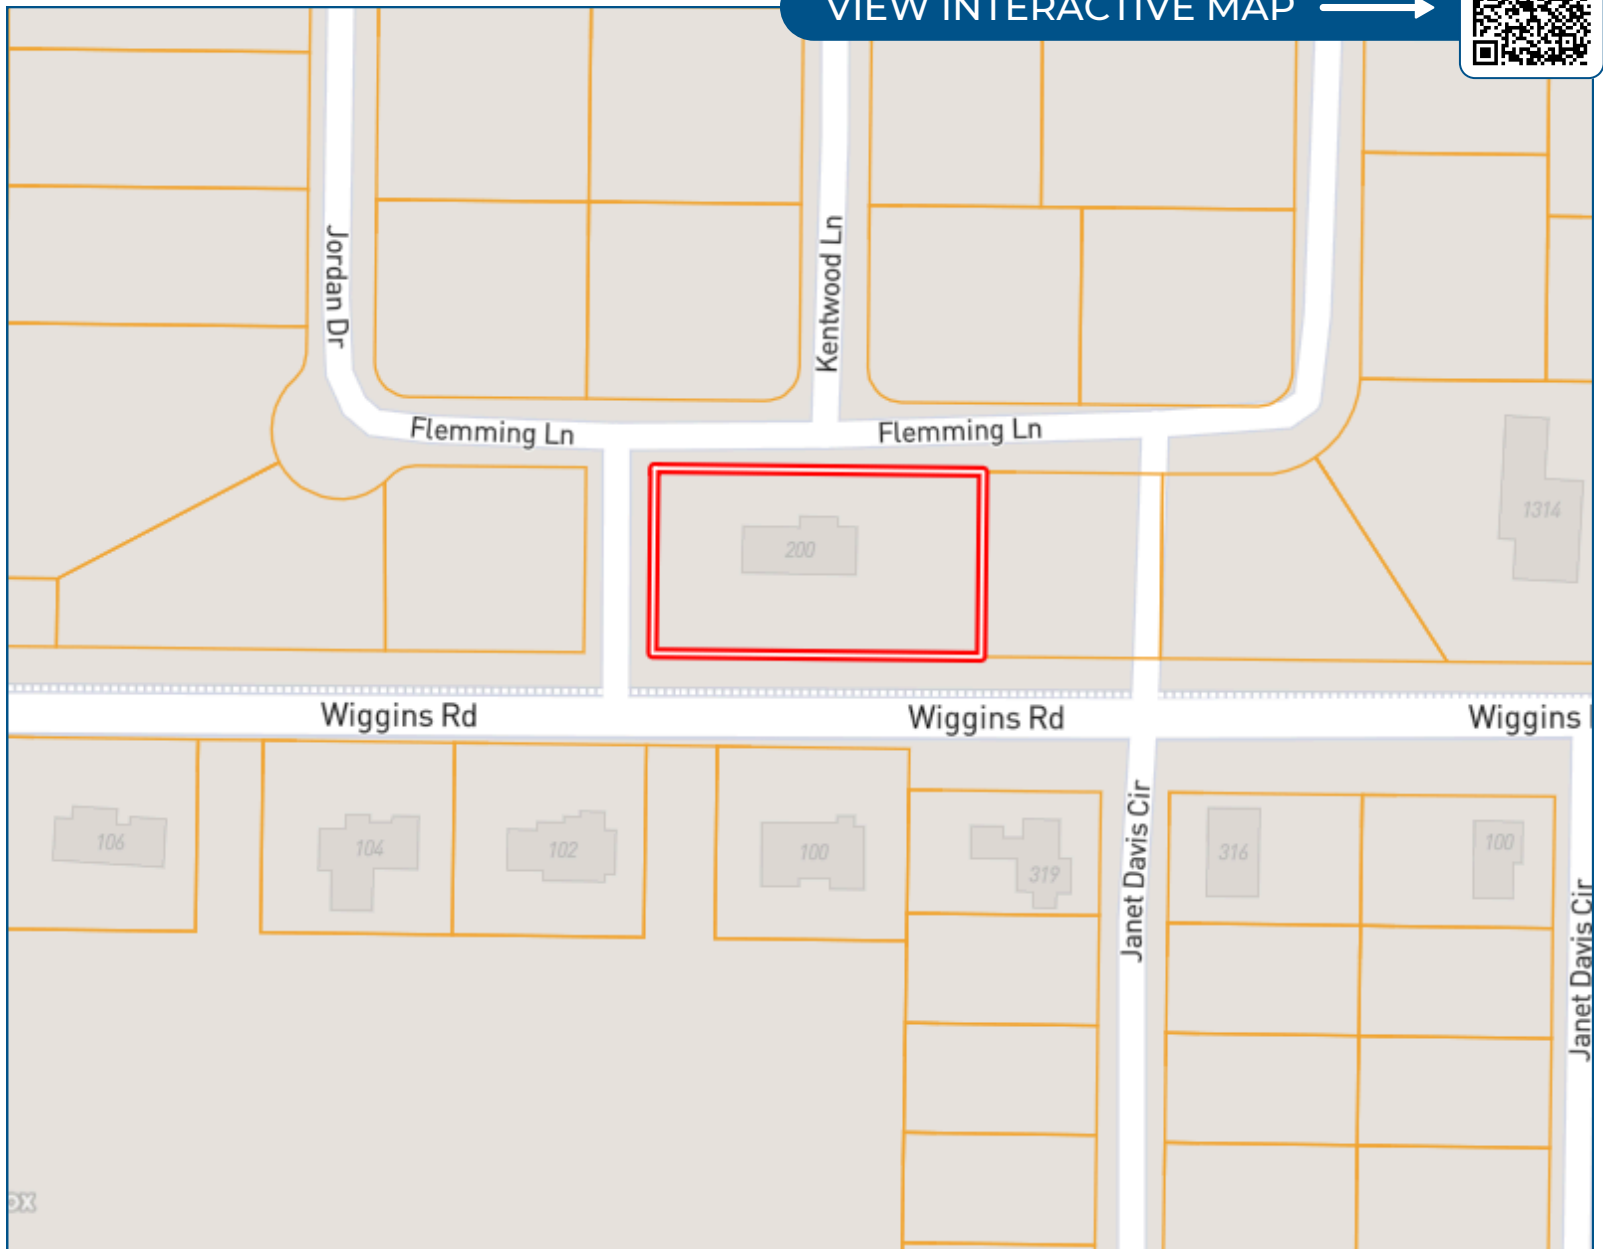 VIEW INTERACTIVE MAP
Jordan Dr
Kentwood Ln
Flemming Ln
Flemming Ln
200
1314
Wiggins Rd
Wiggins Rd
Wiggins
106
104
102
100
319
316
100
Janet Davis Cir
Janet Davis Cir
ox